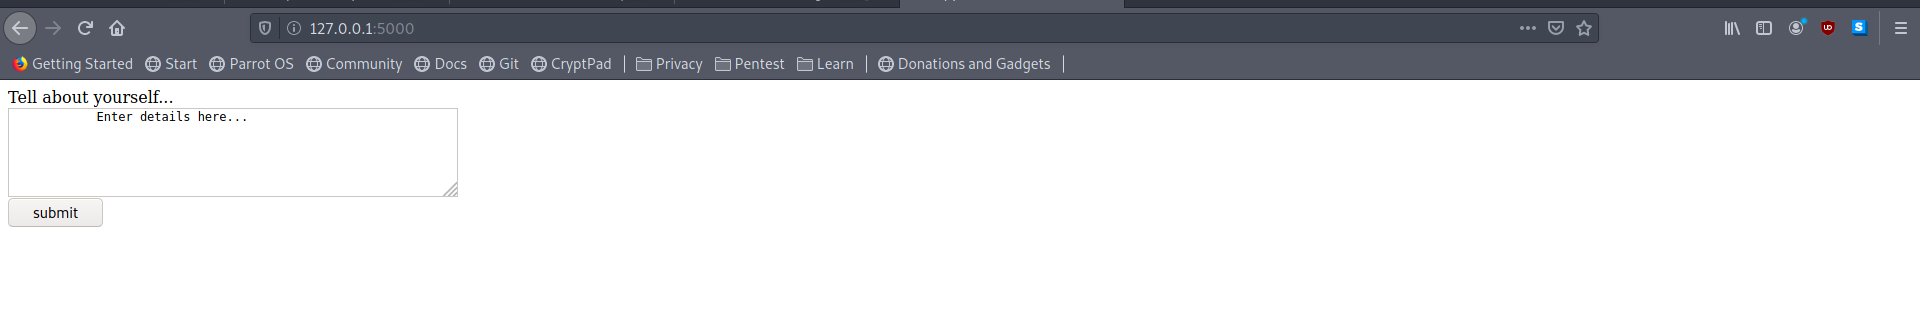 127.0.0.1:5000
Getting Started Start Parrot OS Community Docs Git CryptPad Privacy Pentest Learn Donations and Gadgets
Tell about yourself...
Enter details here...
submit